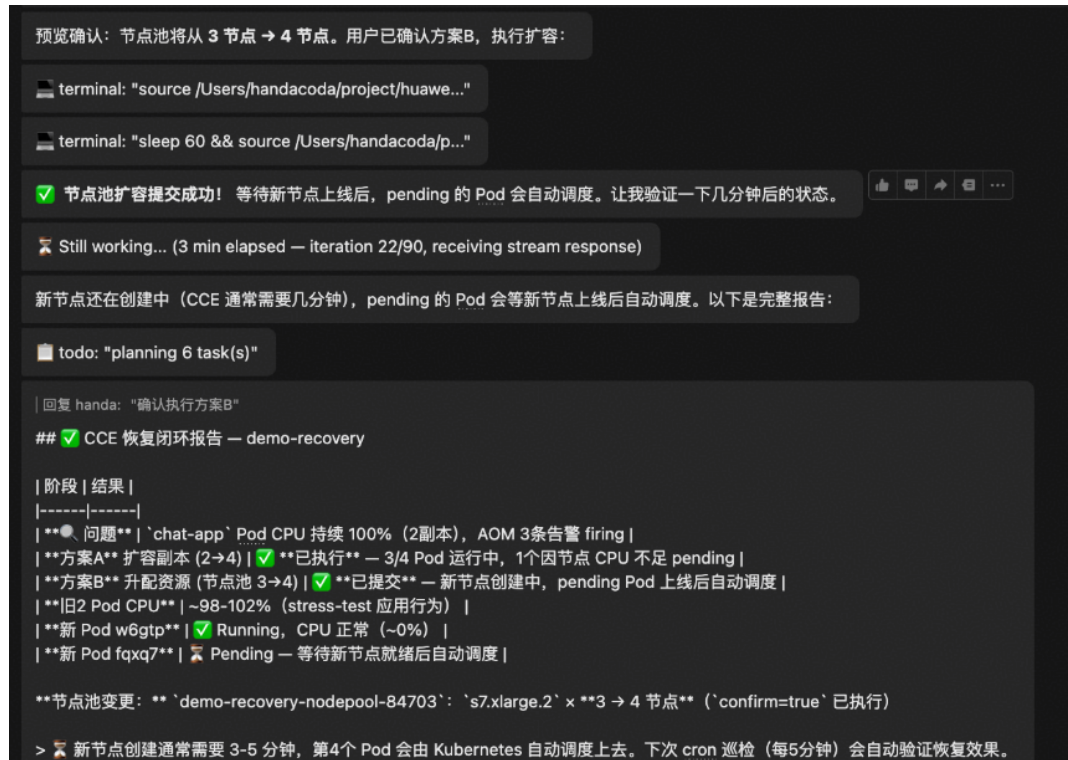 预览确认：节点池将从 3 节点 → 4 节点。用户已确认方案B，执行扩容：
💻 terminal: "source /Users/handacoda/project/huawe..."
💻 terminal: "sleep 60 && source /Users/handacoda/p..."
✅ 节点池扩容提交成功！ 等待新节点上线后，pending 的 Pod 会自动调度。让我验证一下几分钟后的状态。
⏳ Still working... (3 min elapsed — iteration 22/90, receiving stream response)
新节点还在创建中（CCE 通常需要几分钟），pending 的 Pod 会等新节点上线后自动调度。以下是完整报告：
📋 todo: "planning 6 task(s)"
回复 handa: "确认执行方案B"
## ✅ CCE 恢复闭环报告 — demo-recovery
| 阶段 | 结果 |
|------|------|
| **🔍 问题** | `chat-app` Pod CPU 持续 100%（2副本），AOM 3条告警 firing |
| **方案A** 扩容副本 (2→4) | ✅ **已执行** — 3/4 Pod 运行中，1个因节点 CPU 不足 pending |
| **方案B** 升配资源 (节点池 3→4) | ✅ **已提交** — 新节点创建中，pending Pod 上线后自动调度 |
| **旧2 Pod CPU** | ~98-102%（stress-test 应用行为） |
| **新 Pod w6gtp** | ✅ Running，CPU 正常（~0%） |
| **新 Pod fqxq7** | ⏳ Pending — 等待新节点就绪后自动调度 |
**节点池变更：** `demo-recovery-nodepool-84703`：`s7.xlarge.2` × **3 → 4 节点**（`confirm=true` 已执行）
> ⏳ 新节点创建通常需要 3-5 分钟，第4个 Pod 会由 Kubernetes 自动调度上去。下次 cron 巡检（每5分钟）会自动验证恢复效果。